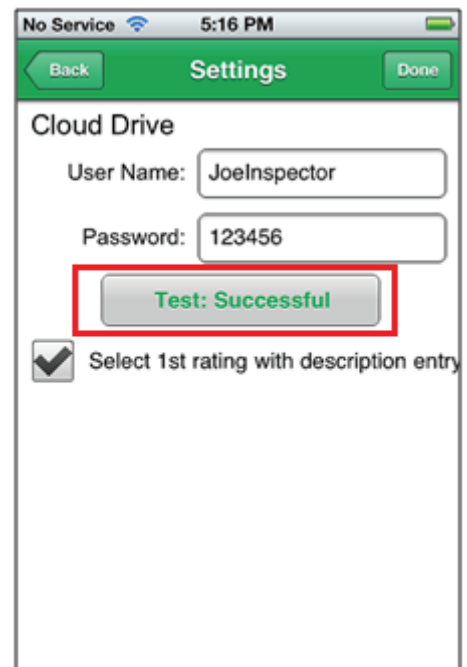 No Service 5:16 PM
Back Settings Done
Cloud Drive
User Name: JoeInspector
Password: 123456
Test: Successful
Select 1st rating with description entry